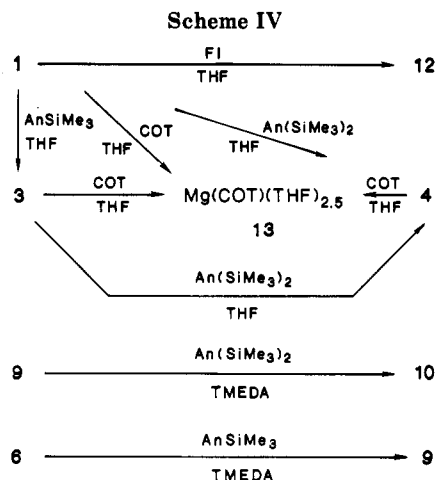 Scheme IV
1 FI THF 12
AnSiMe3 THF
THF COT
THF An(SiMe3)2
3 COT THF Mg(COT)(THF)2.5 COT THF 4
13
An(SiMe3)2
THF
9 An(SiMe3)2 TMEDA 10
6 AnSiMe3 TMEDA 9